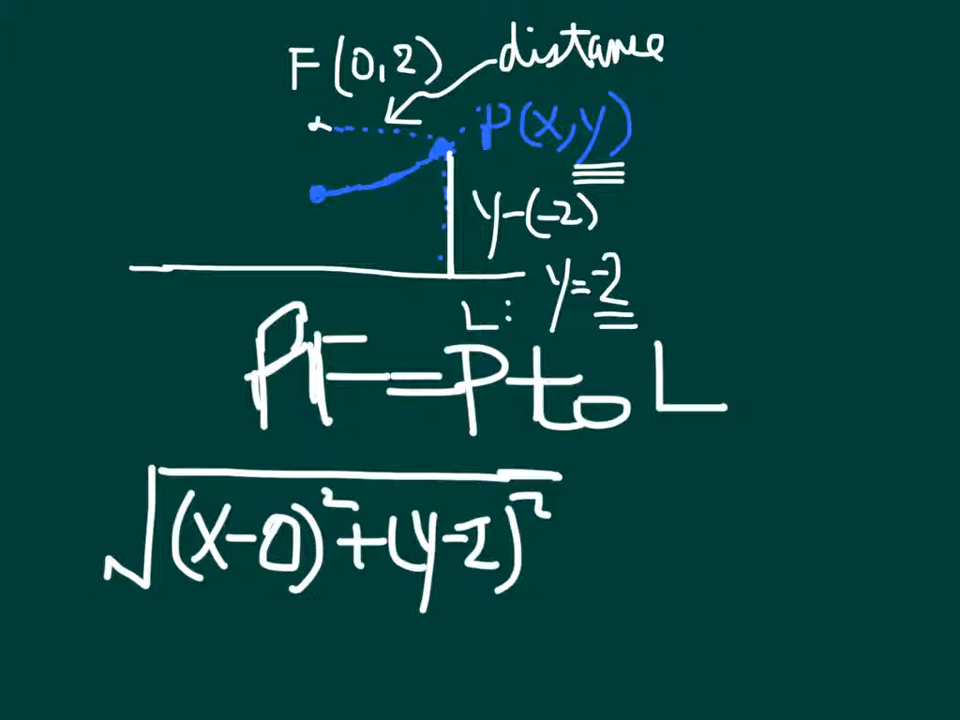 F(0,2) distance
P(x,y)
y-(-2)
L: y=-2
PF = P to L
√(x-0)²+(y-2)²